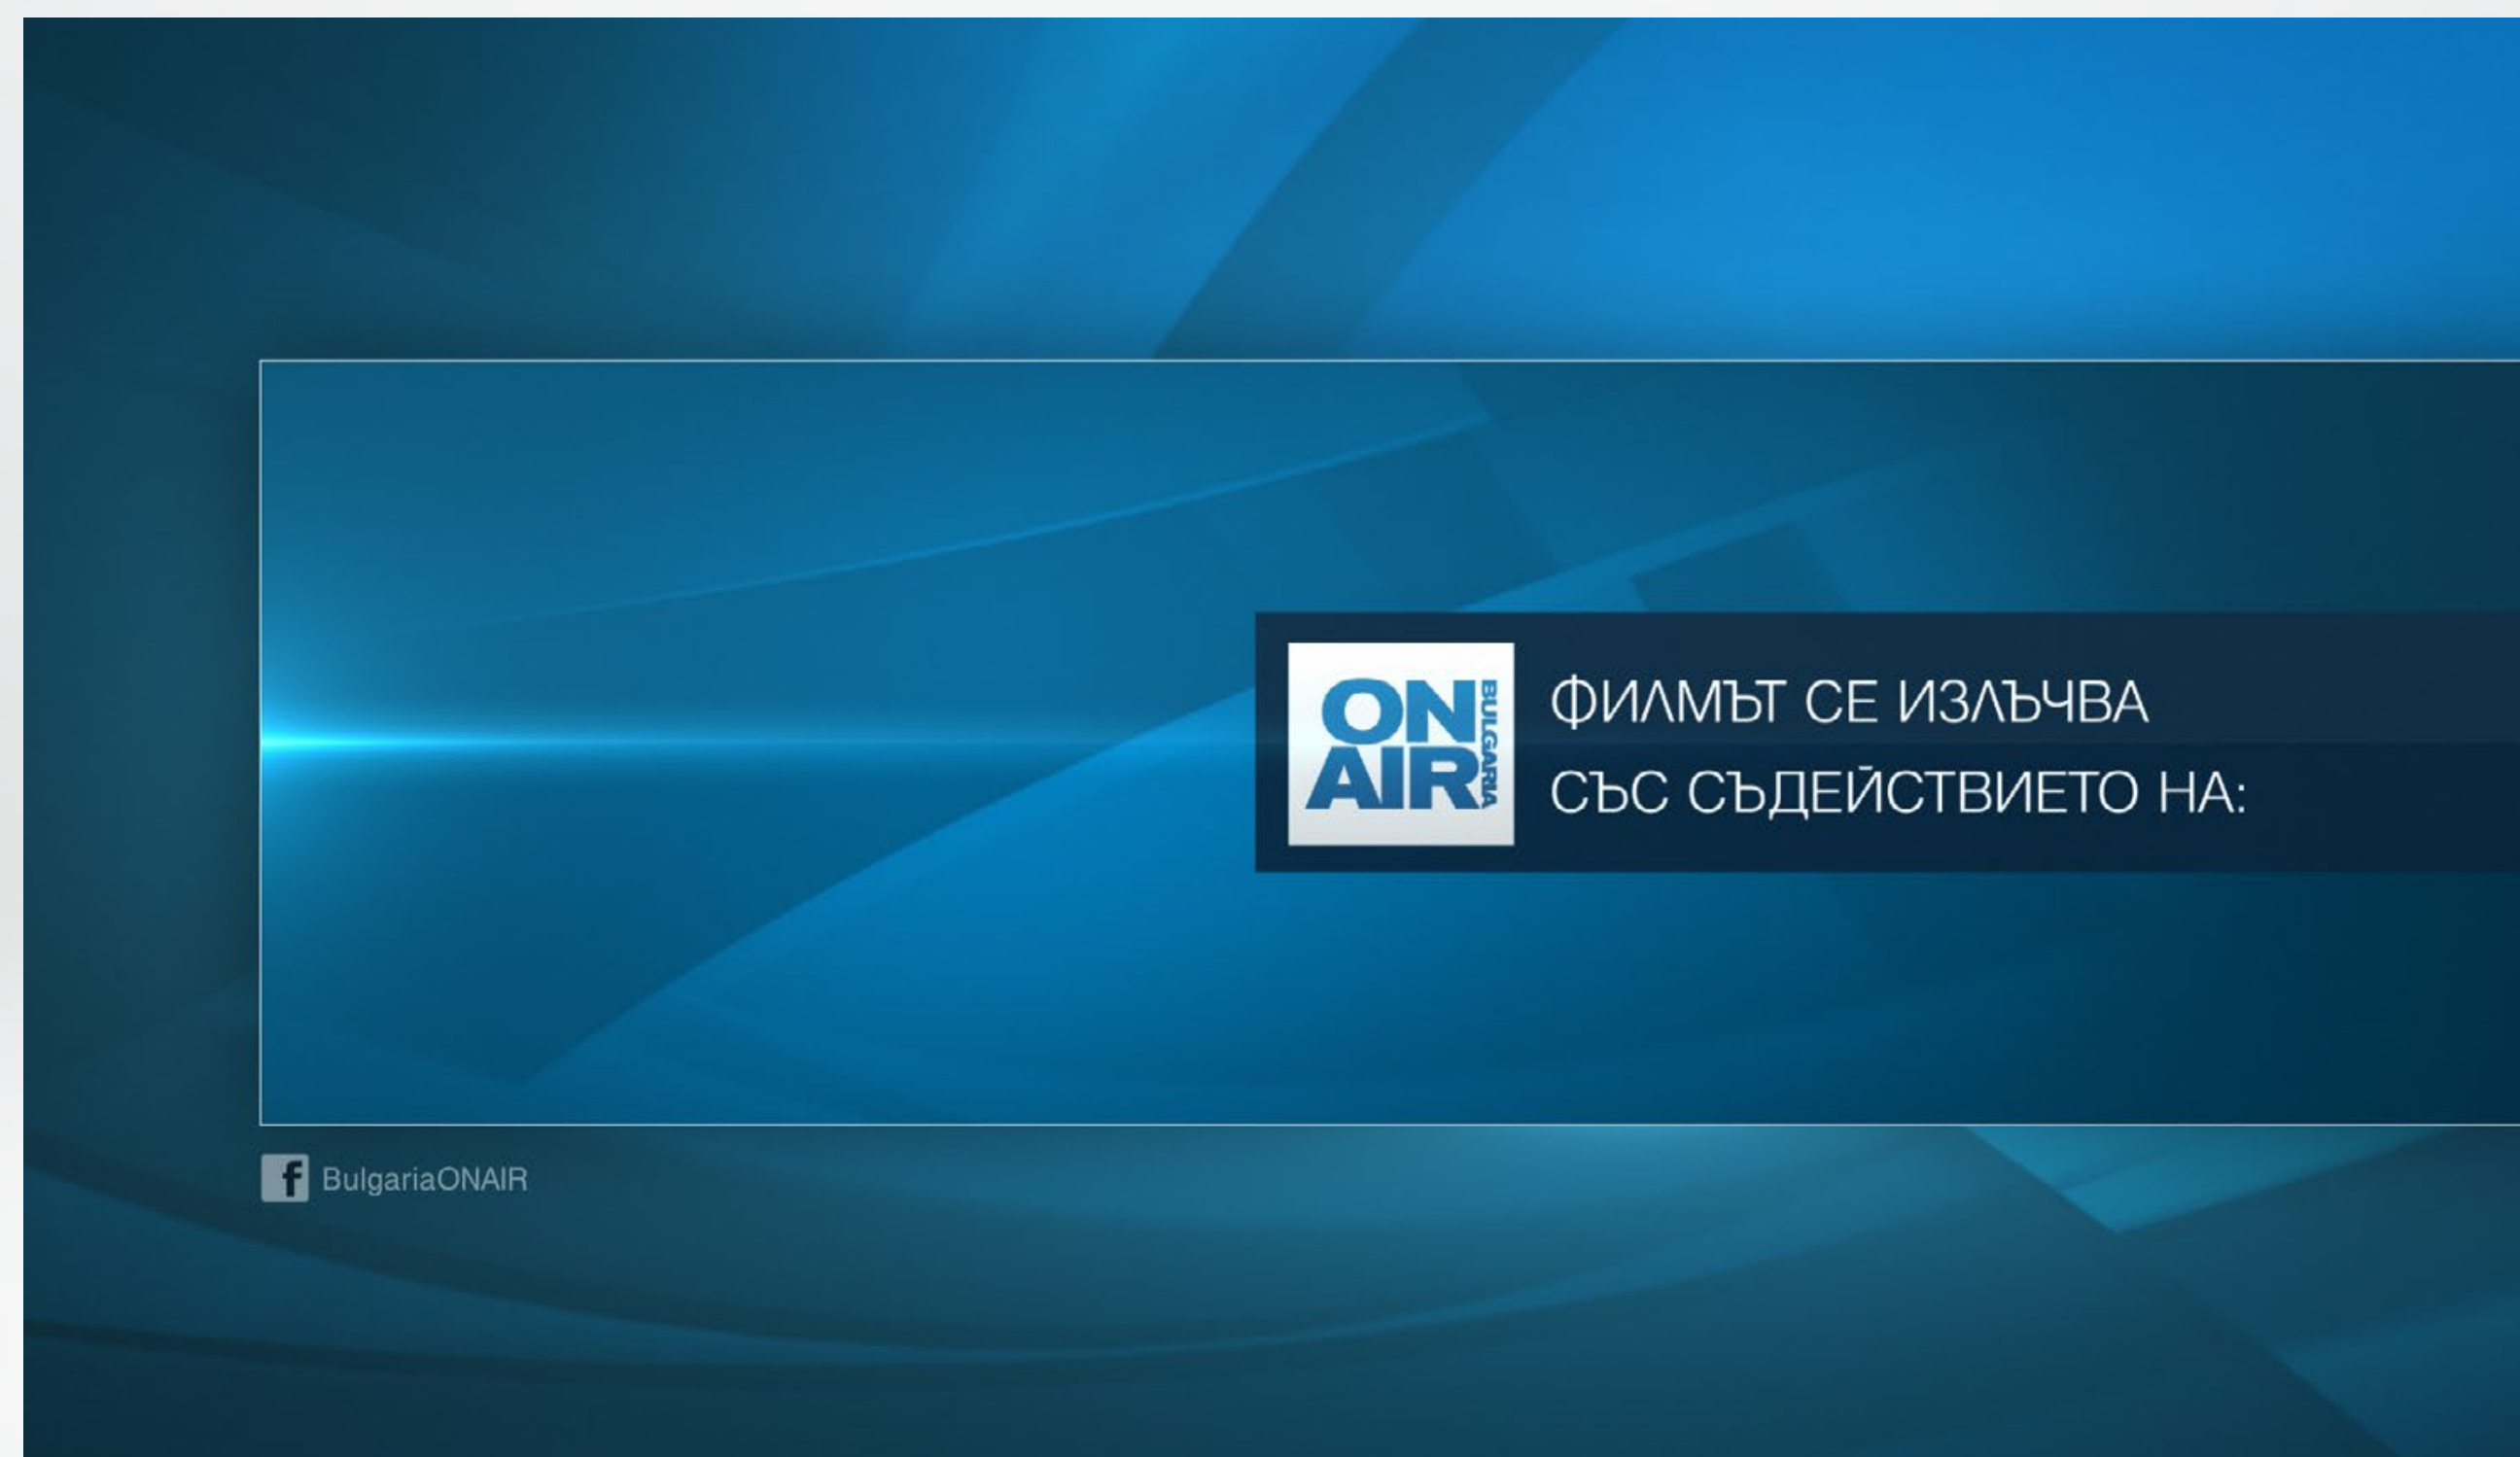 ON
AIR
BULGARIA
ФИЛМЪТ СЕ ИЗЛЪЧВА
СЪС СЪДЕЙСТВИЕТО НА:
f BulgariaONAIR